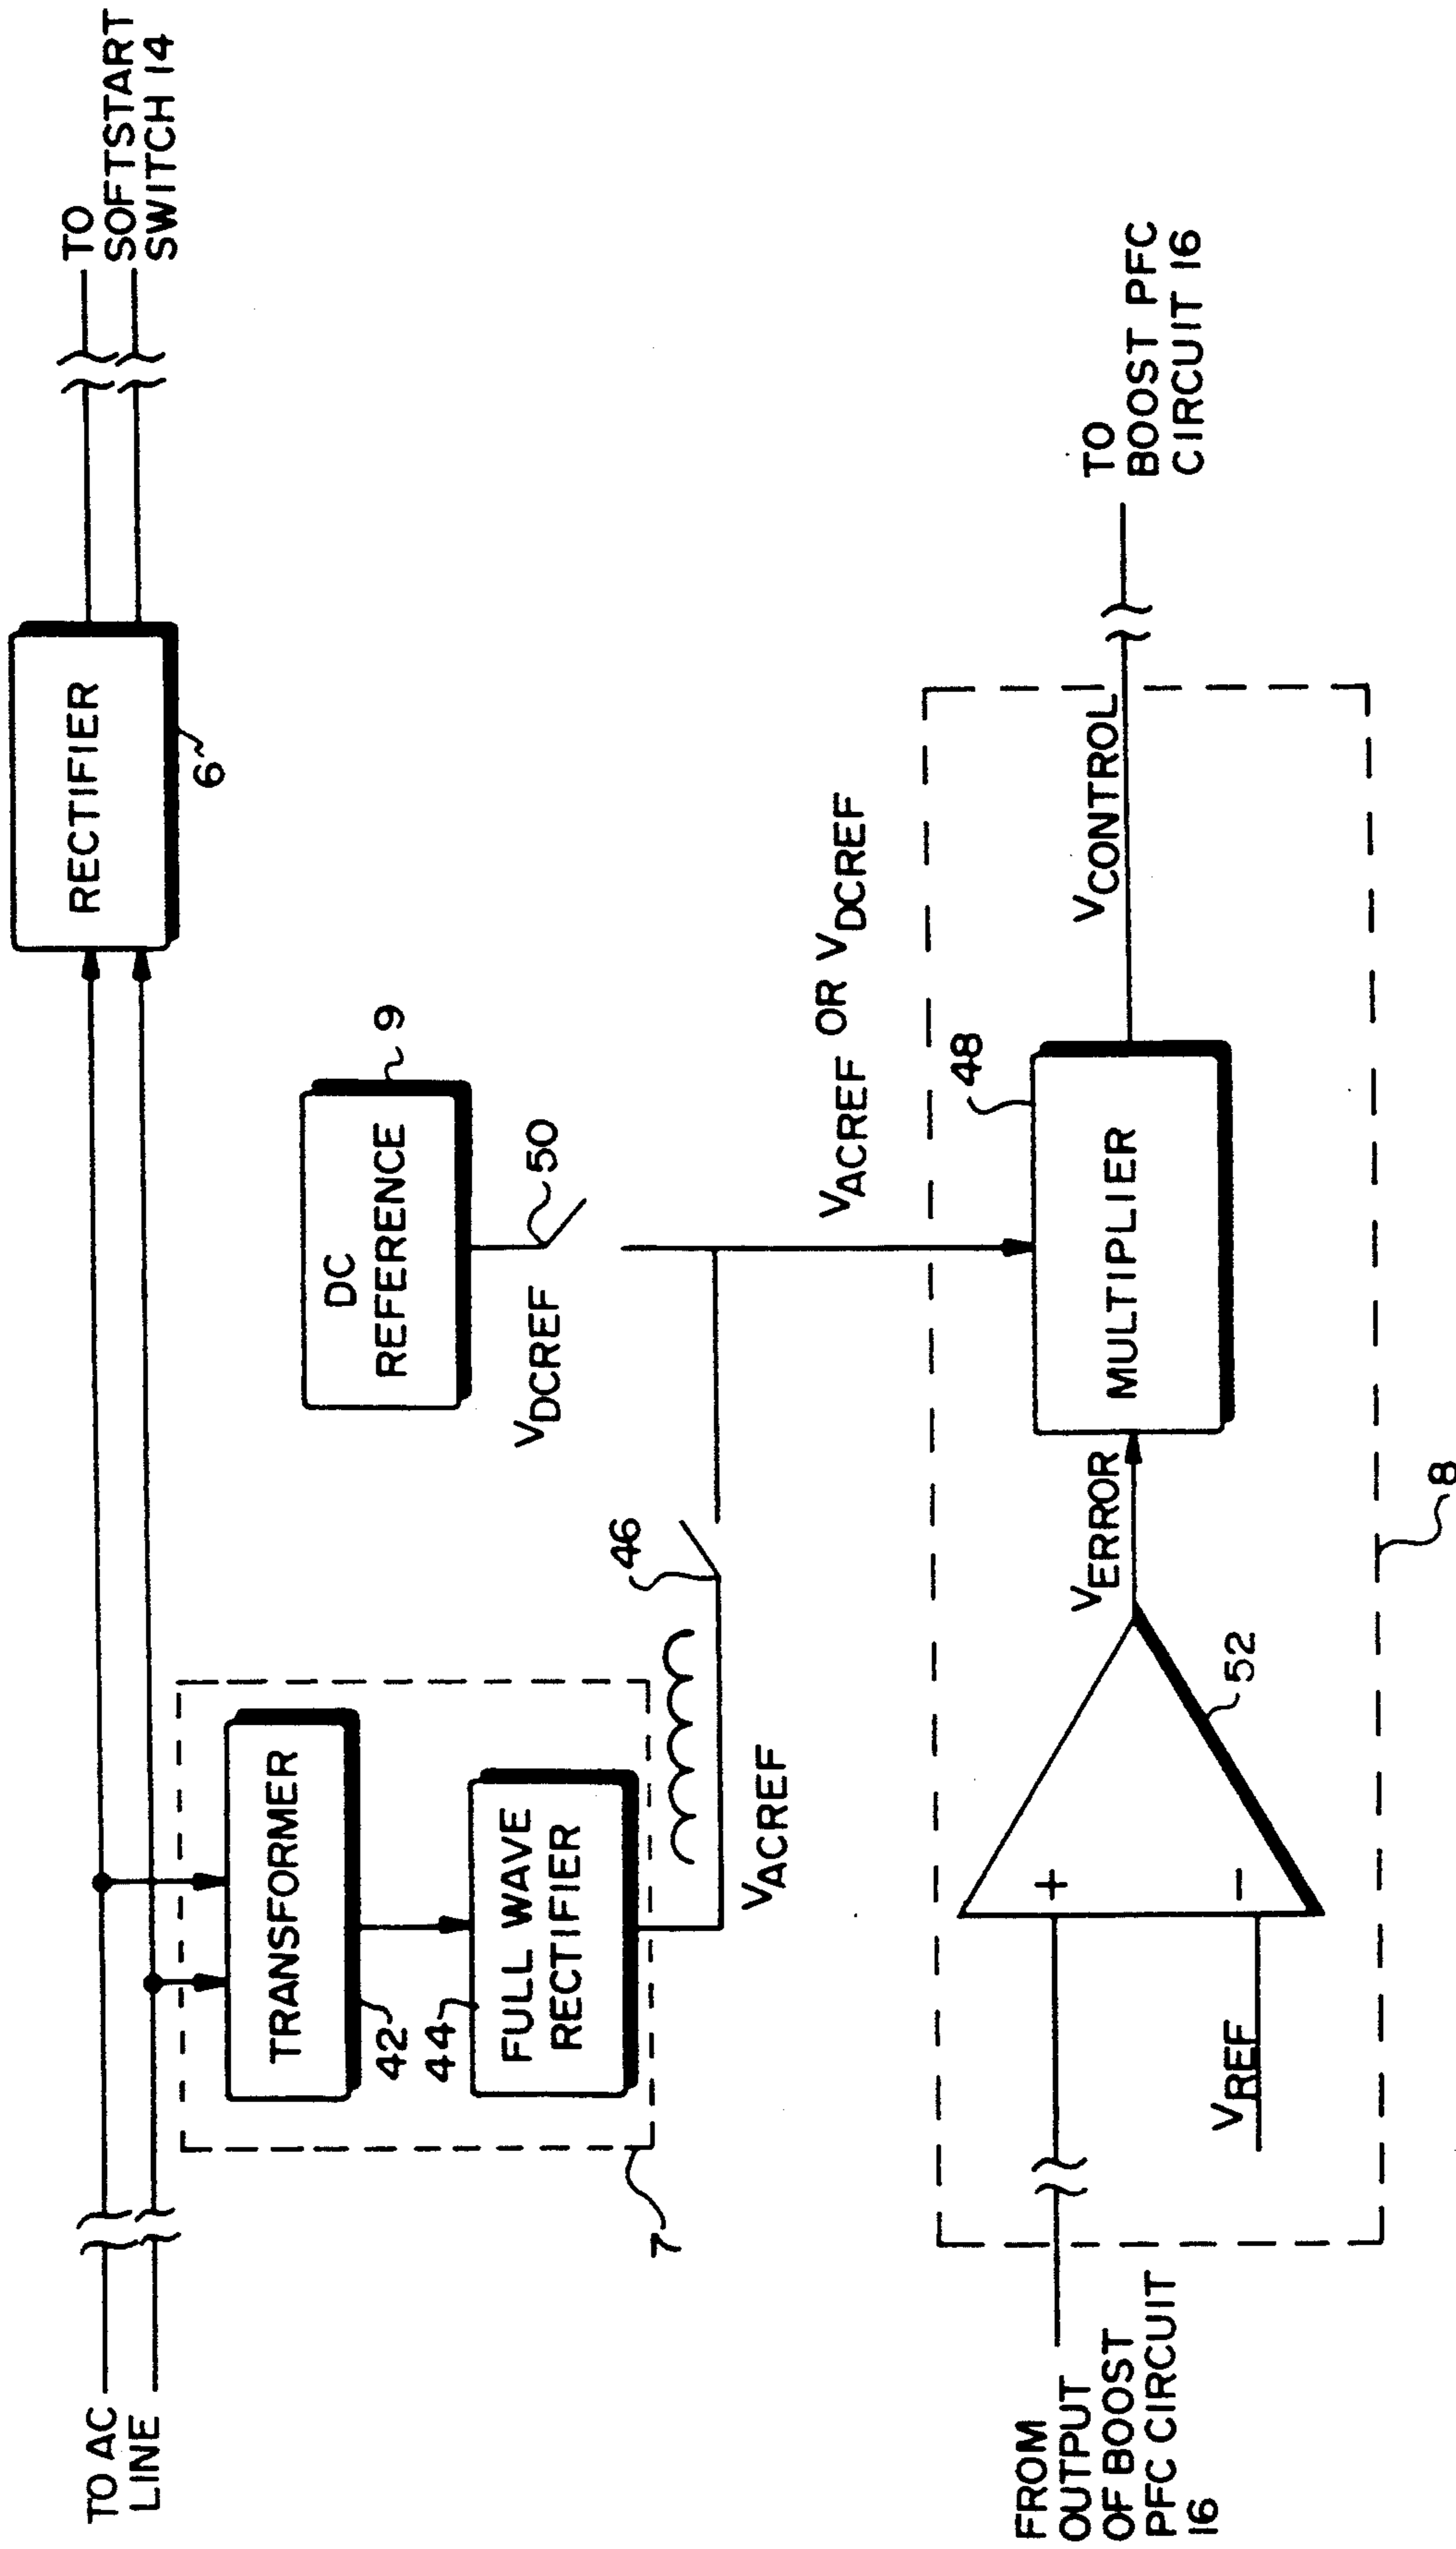 TO AC
LINE
RECTIFIER
6
TO
SOFTSTART
SWITCH 14
TRANSFORMER
42
44
FULL WAVE
RECTIFIER
7
VACREF
46
DC
REFERENCE
9
VDCREF
50
VACREF OR VDCREF
FROM
OUTPUT
OF BOOST
PFC CIRCUIT
16
VREF
+
−
52
VERROR
MULTIPLIER
48
VCONTROL
8
TO
BOOST PFC
CIRCUIT 16